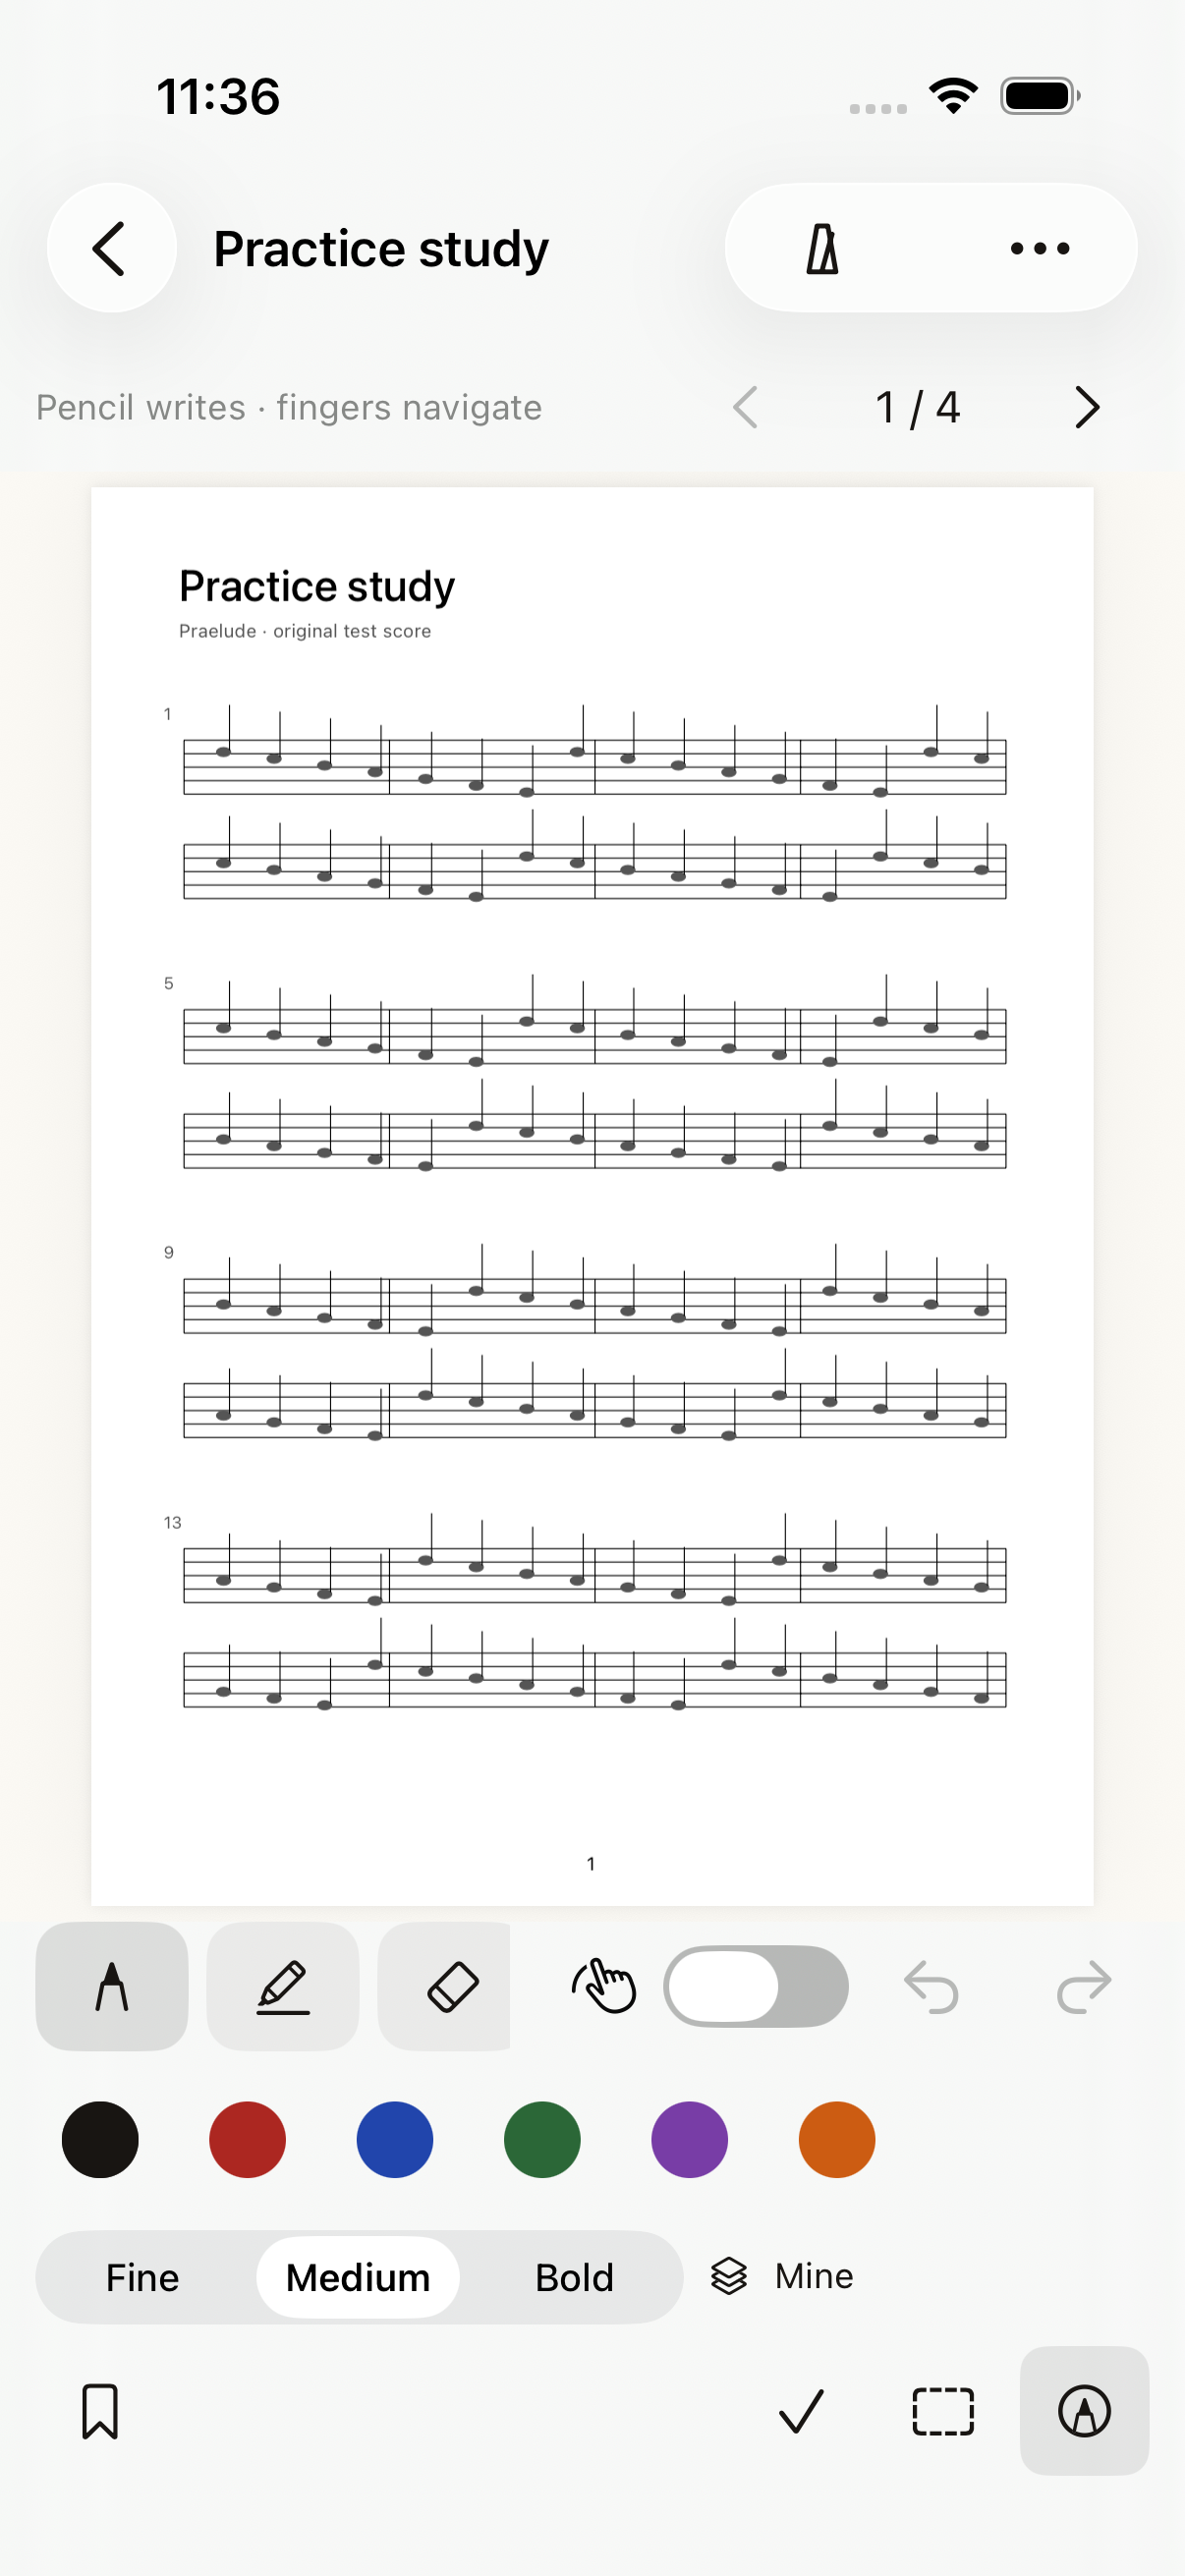 11:36
Practice study
Pencil writes · fingers navigate
1 / 4
Practice study
Praelude · original test score
1
5
9
13
1
Fine Medium Bold Mine